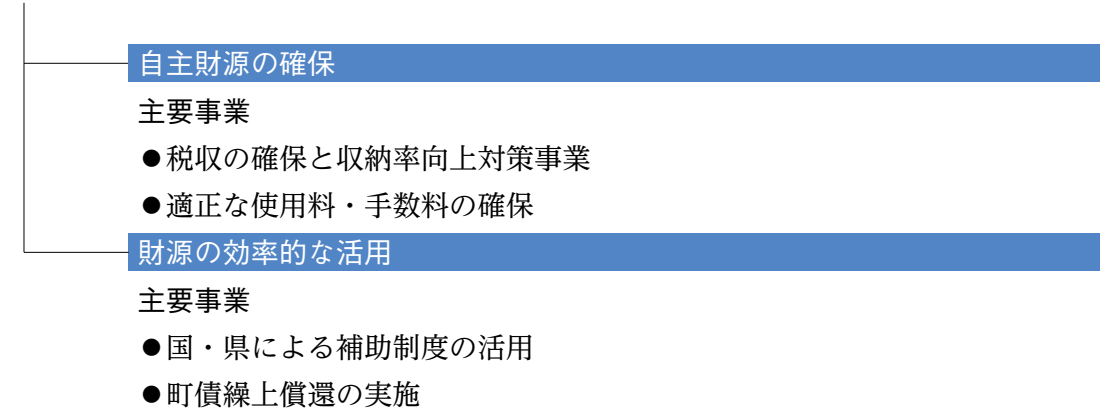 自主財源の確保
主要事業
●税収の確保と収納率向上対策事業
●適正な使用料・手数料の確保
財源の効率的な活用
主要事業
●国・県による補助制度の活用
●町債繰上償還の実施